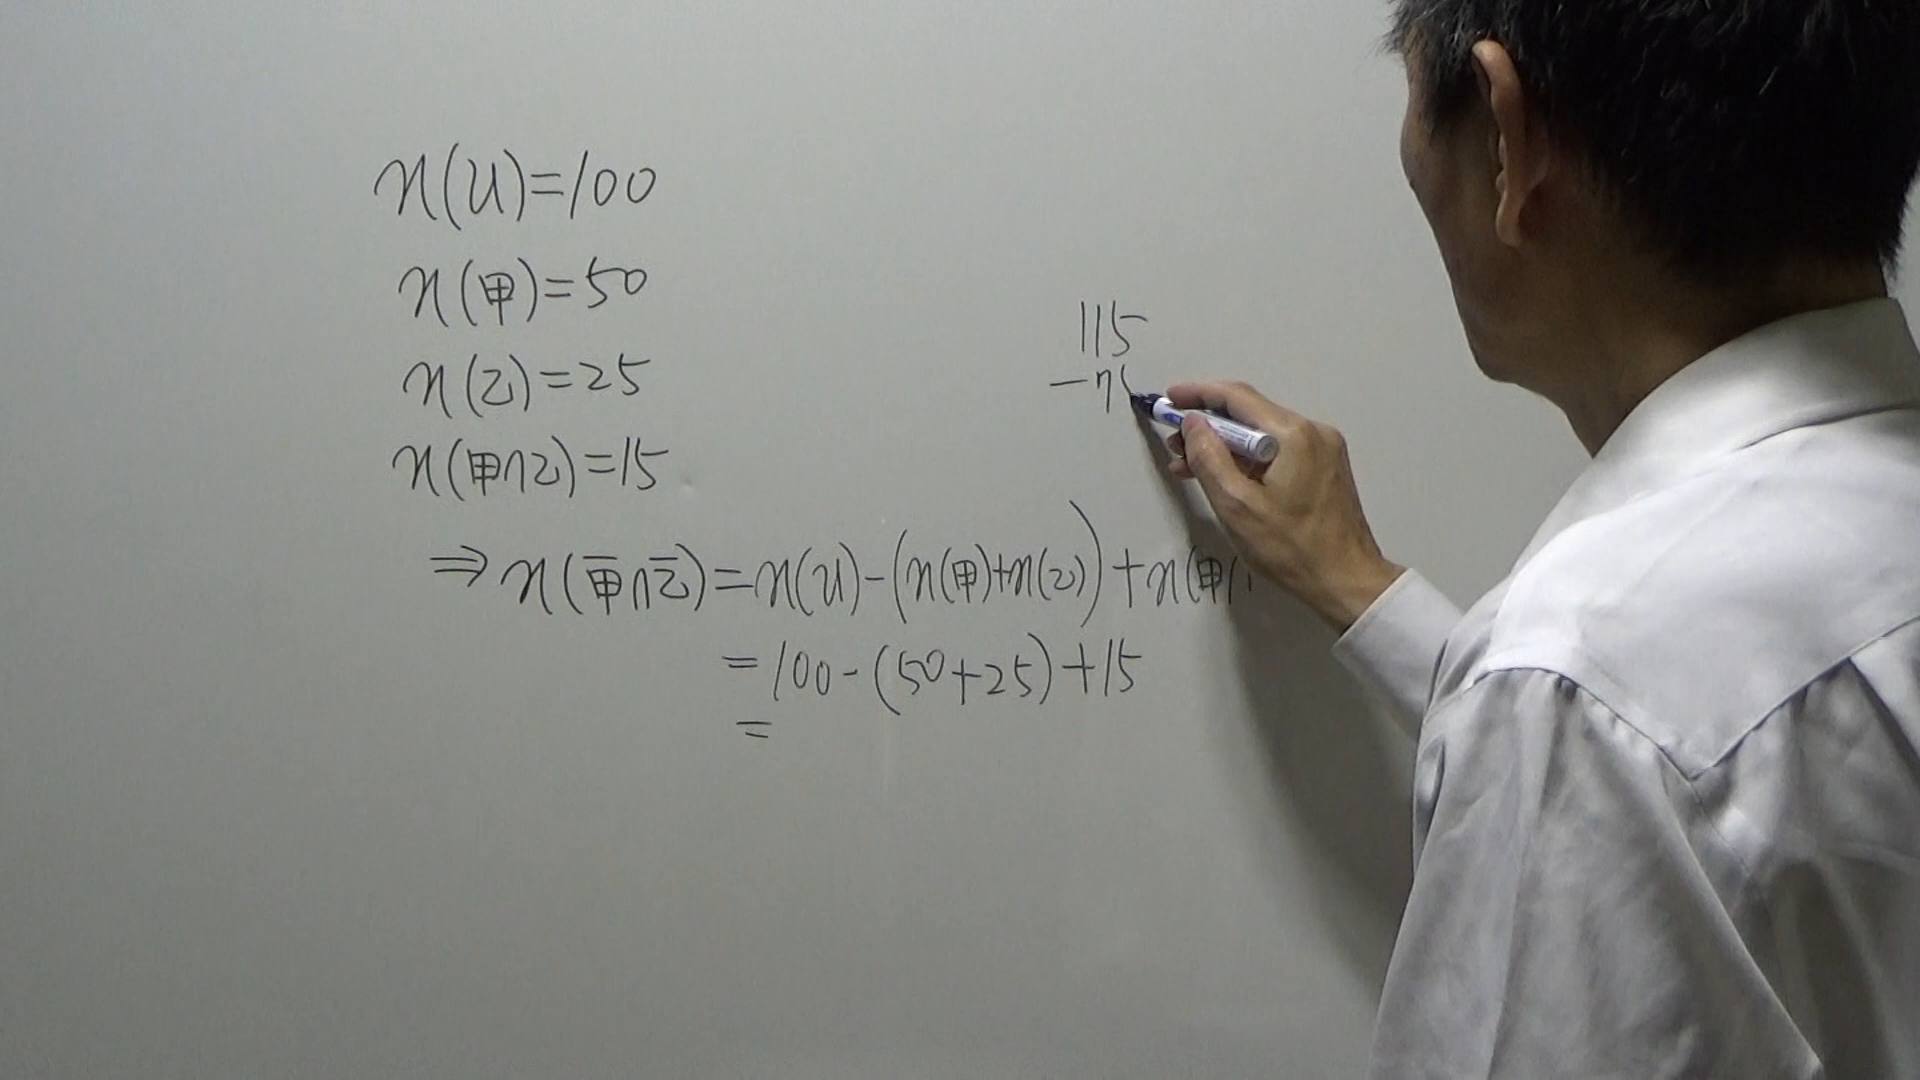 n(U)=100
n(甲)=50
n(乙)=25
n(甲∩乙)=15
115
-7
⇒ n(甲̅∩乙̅)=n(U)-(n(甲)+n(乙))+n(甲∩
=100-(50+25)+15
=